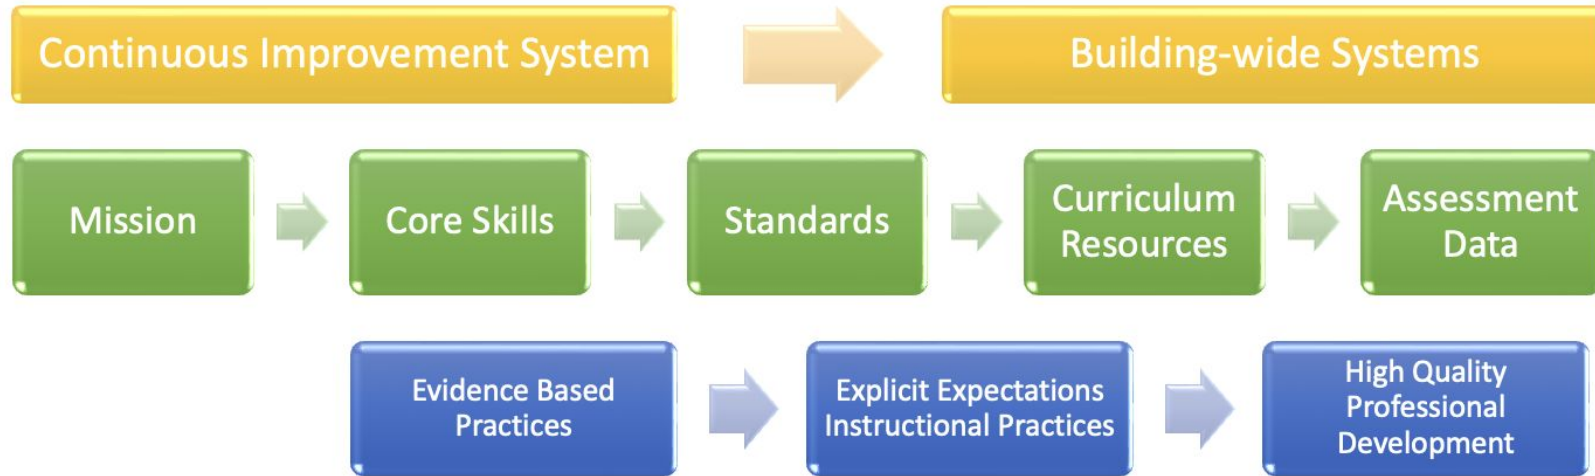 Continuous Improvement System
Building-wide Systems
Mission
Core Skills
Standards
Curriculum
Resources
Assessment
Data
Evidence Based
Practices
Explicit Expectations
Instructional Practices
High Quality
Professional
Development